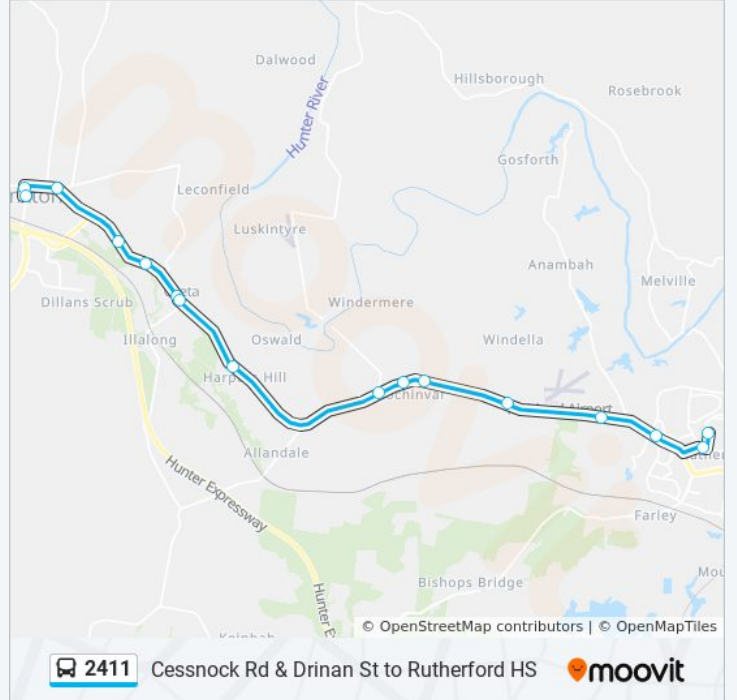 Dalwood
Hillsborough
Rosebrook
Hunter River
Gosforth
Leconfield
Luskintyre
Anambah
Melville
Dillans Scrub
Windermere
Illalong
Oswald
Windella
Allandale
Hunter Expressway
Farley
Bishops Bridge
© OpenStreetMap contributors | © OpenMapTiles
2411 Cessnock Rd & Drinan St to Rutherford HS moovit